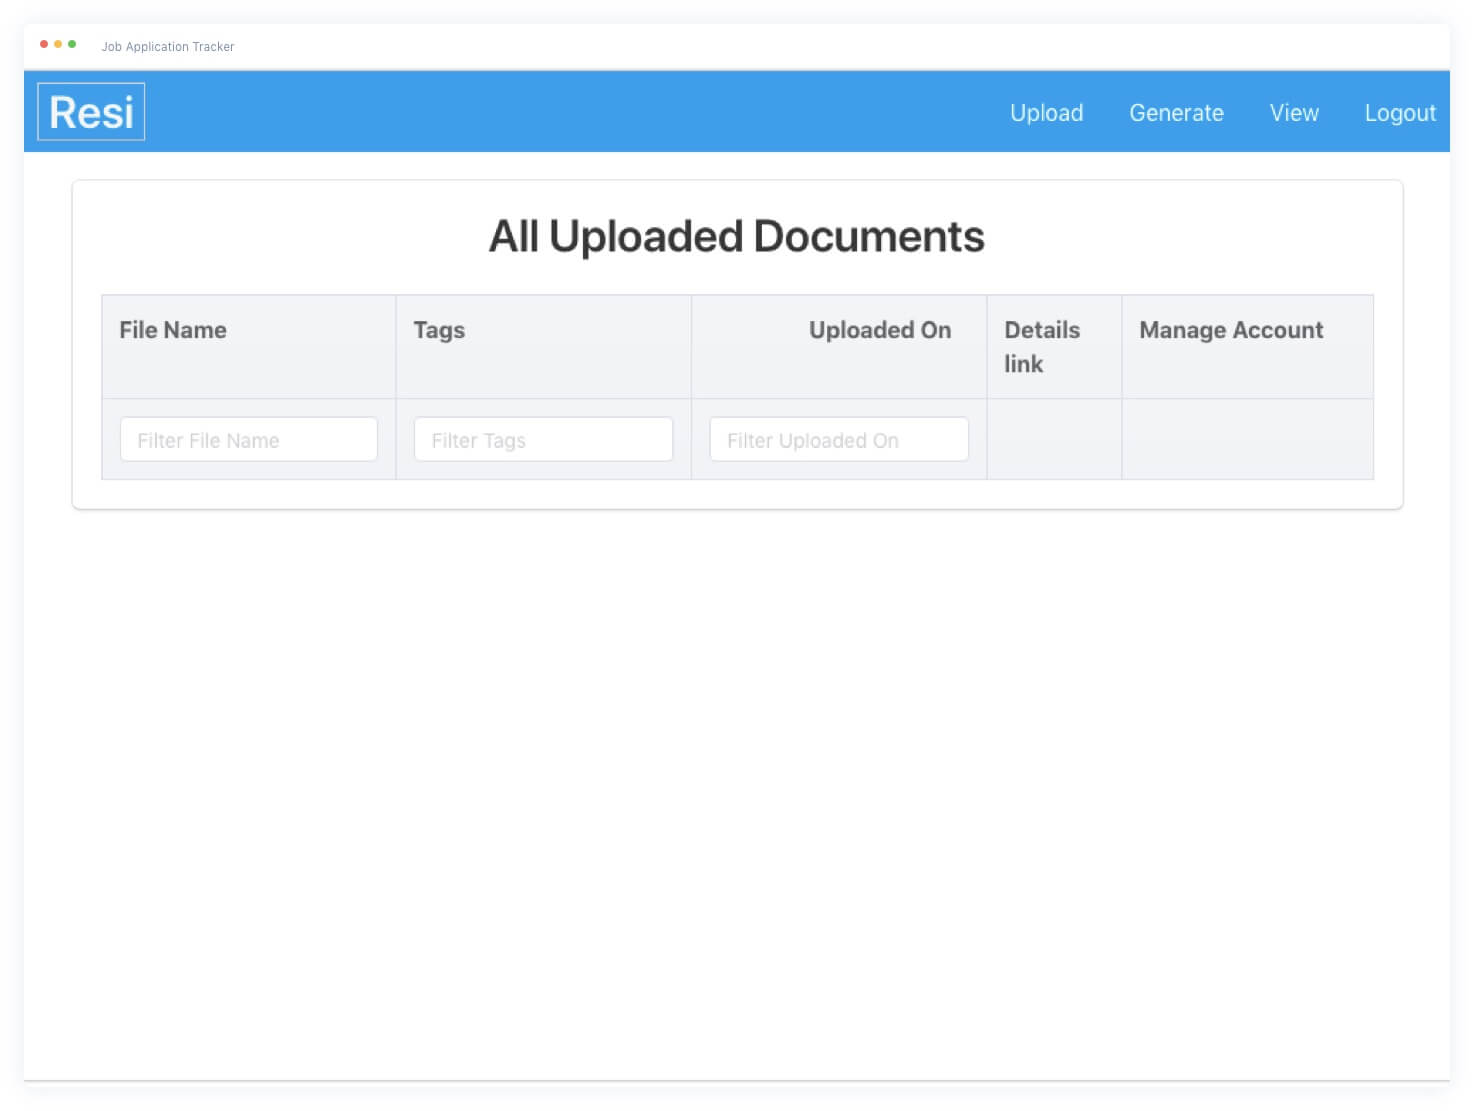 Job Application Tracker
Resi
Upload
Generate
View
Logout
All Uploaded Documents
File Name
Tags
Uploaded On
Details
link
Manage Account
Filter File Name
Filter Tags
Filter Uploaded On